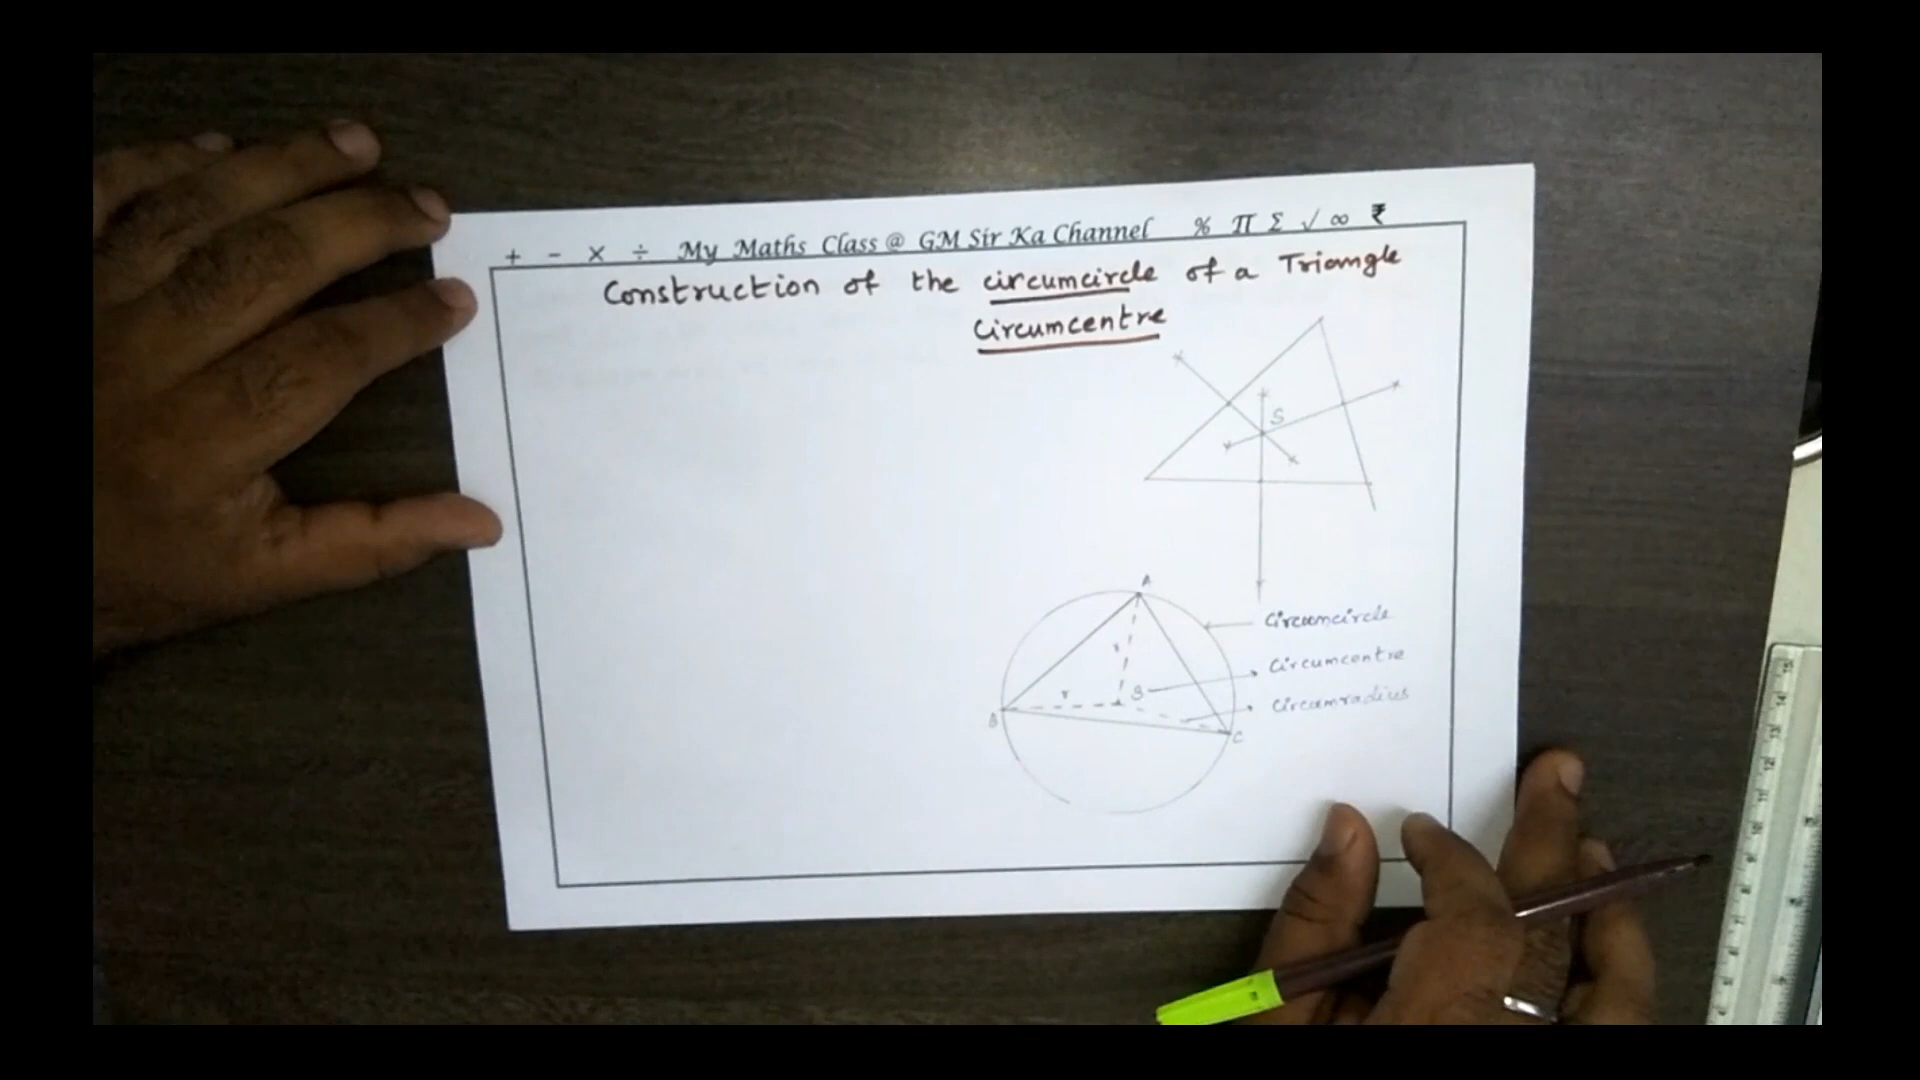 + - × ÷ My Maths Class @ GM Sir Ka Channel % Π Σ √ ∞ ₹
Construction of the circumcircle of a Triangle
Circumcentre
S
A
Circumcircle
Circumcentre
r
r
S
Circumradius
B
C